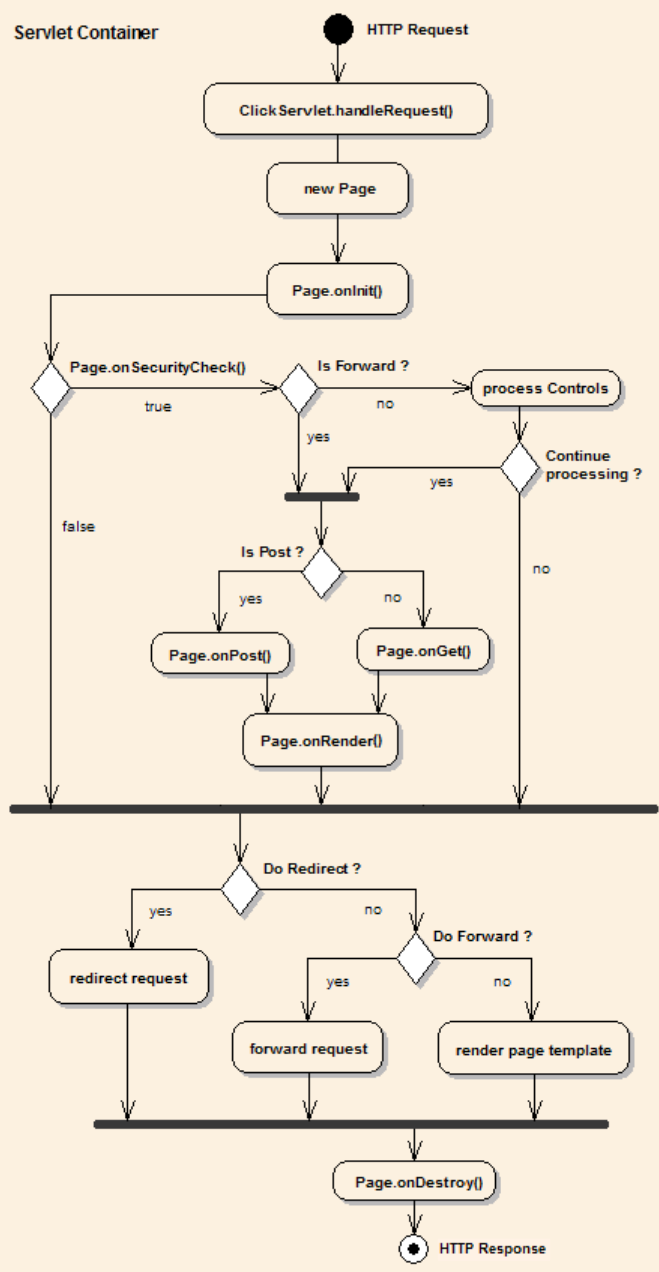 Servlet Container
HTTP Request
ClickServlet.handleRequest()
new Page
Page.onInit()
Page.onSecurityCheck()
Is Forward ?
process Controls
true
no
yes
Continue
processing ?
yes
false
Is Post ?
no
yes
no
Page.onPost()
Page.onGet()
Page.onRender()
Do Redirect ?
yes
no
Do Forward ?
redirect request
yes
no
forward request
render page template
Page.onDestroy()
HTTP Response